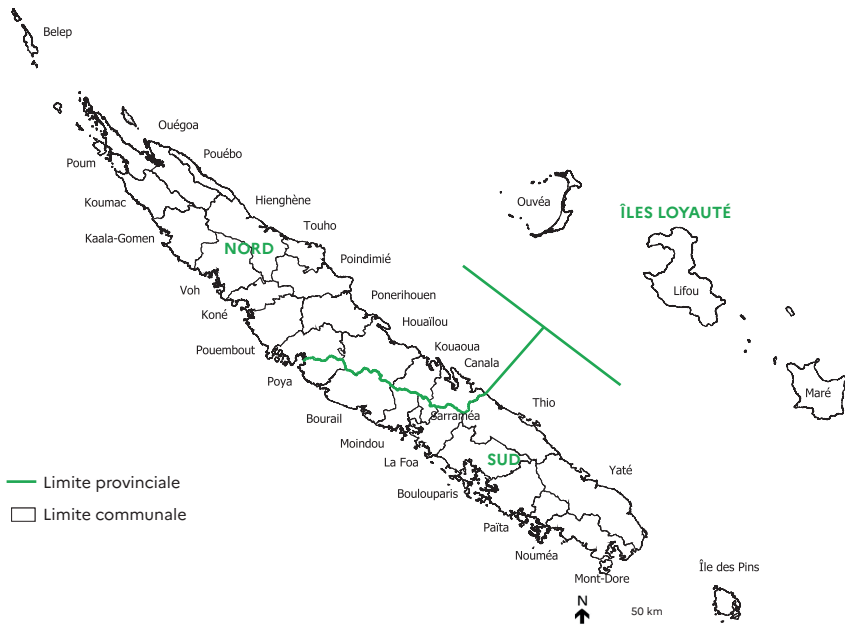 Belep
Ouégoa
Pouébo
Poum
Koumac
Hienghène
Kaala-Gomen
Touho
NORD
Poindimié
Voh
Ponerihouen
Koné
Houaïlou
Pouembout
Kouaoua
Canala
Poya
Ouvéa
ÎLES LOYAUTÉ
Lifou
Maré
Thio
Sarraméa
Bourail
Moindou
La Foa
SUD
Boulouparis
Yaté
Païta
Nouméa
Mont-Dore
Île des Pins
Limite provinciale
Limite communale
N
50 km